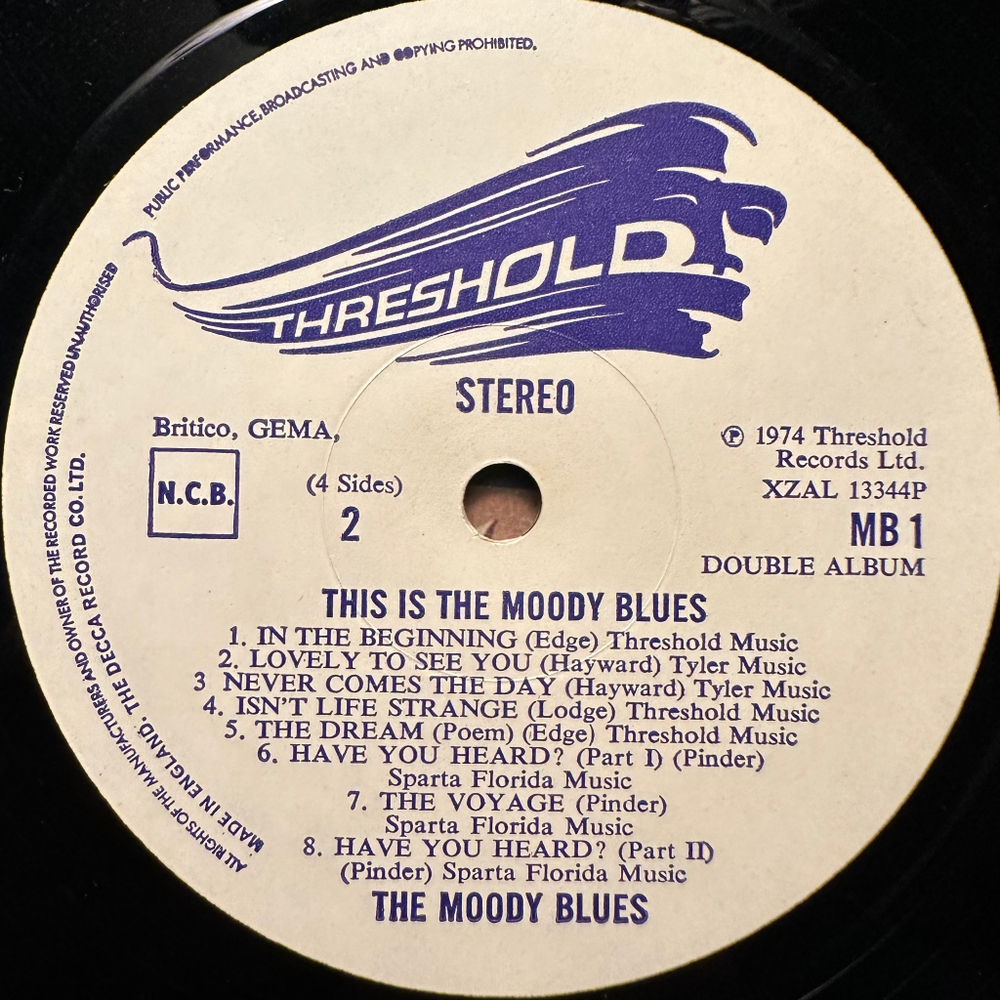 PUBLIC PERFORMANCE, BROADCASTING AND COPYING PROHIBITED.
ALL RIGHTS OF THE MANUFACTURERS AND OWNER OF THE RECORDED WORK RESERVED UNAUTHORISED
MADE IN ENGLAND. THE DECCA RECORD CO. LTD.
THRESHOLD
STEREO
Britico, GEMA,
N.C.B.
(4 Sides)
2
℗ 1974 Threshold
Records Ltd.
XZAL 13344P
MB 1
DOUBLE ALBUM
THIS IS THE MOODY BLUES
1. IN THE BEGINNING (Edge) Threshold Music
2. LOVELY TO SEE YOU (Hayward) Tyler Music
3 NEVER COMES THE DAY (Hayward) Tyler Music
4. ISN'T LIFE STRANGE (Lodge) Threshold Music
5. THE DREAM (Poem) (Edge) Threshold Music
6. HAVE YOU HEARD? (Part I) (Pinder)
Sparta Florida Music
7. THE VOYAGE (Pinder)
Sparta Florida Music
8. HAVE YOU HEARD? (Part II)
(Pinder) Sparta Florida Music
THE MOODY BLUES